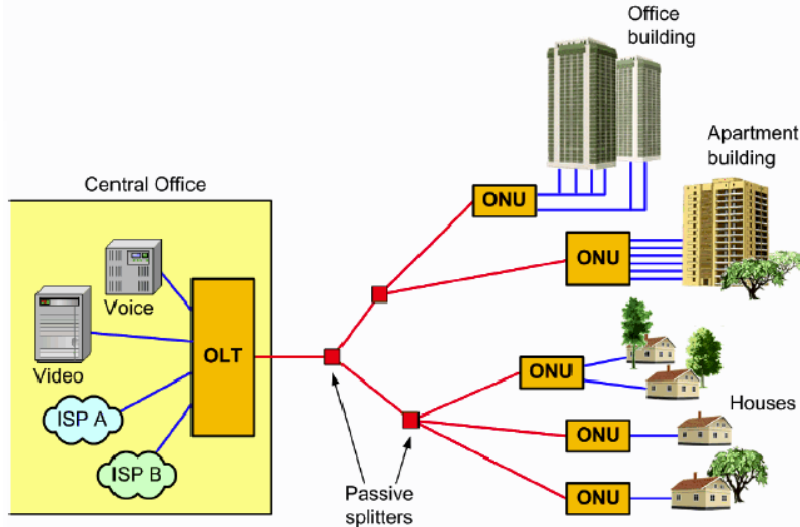 Office
building
Apartment
building
Central Office
ONU
ONU
Voice
OLT
Video
ONU
ISP A
Houses
ONU
ISP B
Passive
splitters
ONU